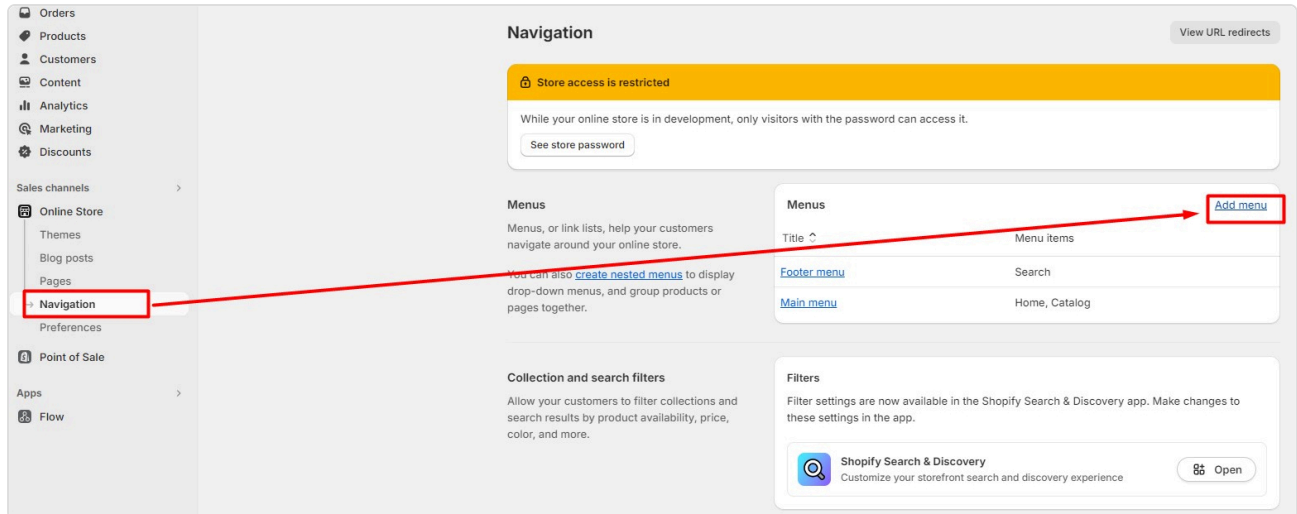 Orders
Products
Customers
Content
Analytics
Marketing
Discounts
Sales channels
Online Store
Themes
Blog posts
Pages
Navigation
Preferences
Point of Sale
Apps
Flow
Navigation
View URL redirects
Store access is restricted
While your online store is in development, only visitors with the password can access it.
See store password
Menus
Menus, or link lists, help your customers
navigate around your online store.
You can also create nested menus to display
drop-down menus, and group products or
pages together.
Menus
Add menu
Title
Menu items
Footer menu
Search
Main menu
Home, Catalog
Collection and search filters
Allow your customers to filter collections and
search results by product availability, price,
color, and more.
Filters
Filter settings are now available in the Shopify Search & Discovery app. Make changes to
these settings in the app.
Shopify Search & Discovery
Customize your storefront search and discovery experience
Open